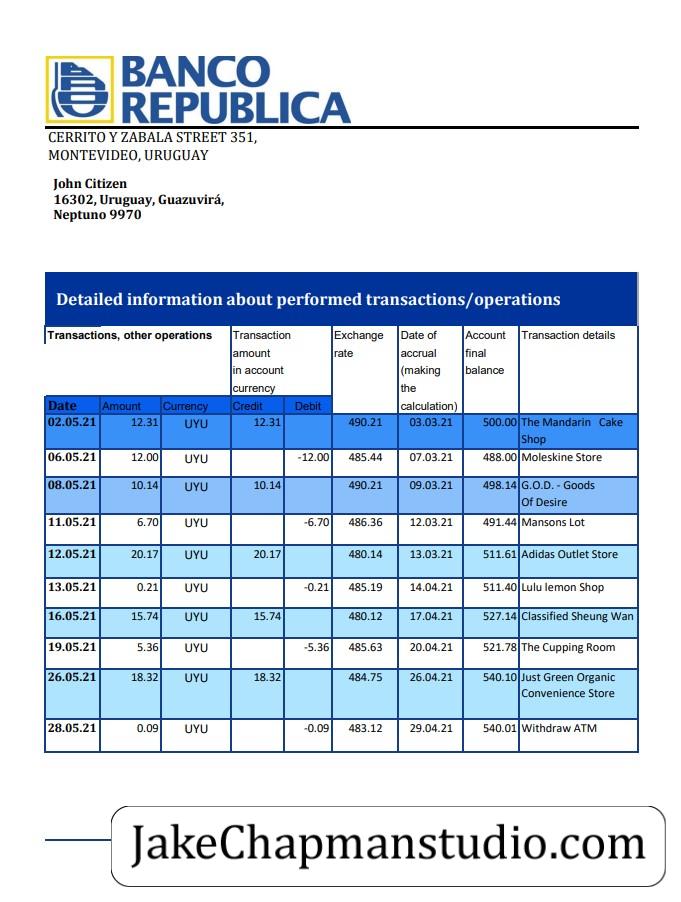 BANCO
REPUBLICA
CERRITO Y ZABALA STREET 351,
MONTEVIDEO, URUGUAY
John Citizen
16302, Uruguay, Guazuvirá,
Neptuno 9970
Detailed information about performed transactions/operations
Transactions, other operations Transaction amount in account currency Exchange rate Date of accrual (making the calculation) Account final balance Transaction details
Date Amount Currency Credit Debit
02.05.21 12.31 UYU 12.31 490.21 03.03.21 500.00 The Mandarin Cake
Shop
06.05.21 12.00 UYU -12.00 485.44 07.03.21 488.00 Moleskine Store
08.05.21 10.14 UYU 10.14 490.21 09.03.21 498.14 G.O.D. - Goods
Of Desire
11.05.21 6.70 UYU -6.70 486.36 12.03.21 491.44 Mansons Lot
12.05.21 20.17 UYU 20.17 480.14 13.03.21 511.61 Adidas Outlet Store
13.05.21 0.21 UYU -0.21 485.19 14.04.21 511.40 Lulu lemon Shop
16.05.21 15.74 UYU 15.74 480.12 17.04.21 527.14 Classified Sheung Wan
19.05.21 5.36 UYU -5.36 485.63 20.04.21 521.78 The Cupping Room
26.05.21 18.32 UYU 18.32 484.75 26.04.21 540.10 Just Green Organic
Convenience Store
28.05.21 0.09 UYU -0.09 483.12 29.04.21 540.01 Withdraw ATM
JakeChapmanstudio.com